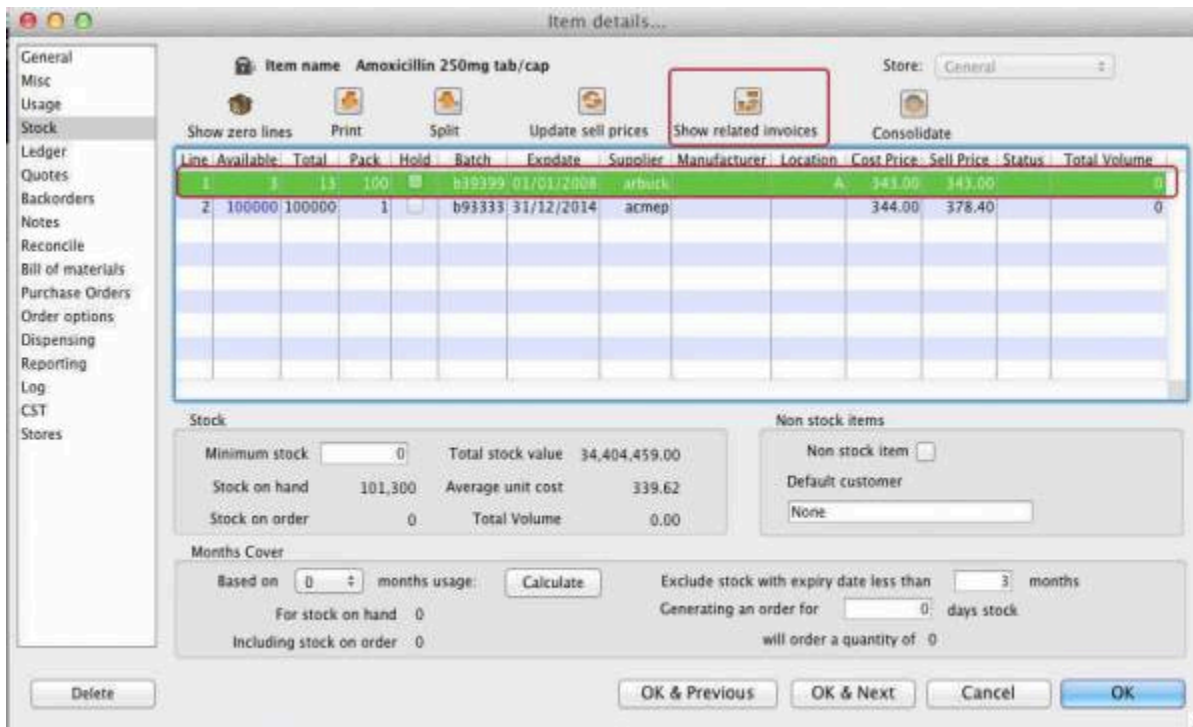 Item details...
General
Misc
Usage
Stock
Ledger
Quotes
Backorders
Notes
Reconcile
Bill of materials
Purchase Orders
Order options
Dispensing
Reporting
Log
CST
Stores
Item name Amoxicillin 250mg tab/cap
Store: General
Show zero lines Print Split Update sell prices Show related invoices Consolidate
Line Available Total Pack Hold Batch Expdate Supplier Manufacturer Location Cost Price Sell Price Status Total Volume
1 3 13 100 b39399 01/01/2008 arbuck A 343.00 343.00 0
2 100000 100000 1 b93333 31/12/2014 acmep 344.00 378.40 0
Stock
Minimum stock 0 Total stock value 34,404,459.00
Stock on hand 101,300 Average unit cost 339.62
Stock on order 0 Total Volume 0.00
Non stock items
Non stock item
Default customer
None
Months Cover
Based on 0 months usage: Calculate Exclude stock with expiry date less than 3 months
For stock on hand 0 Generating an order for 0 days stock
Including stock on order 0 will order a quantity of 0
Delete OK & Previous OK & Next Cancel OK